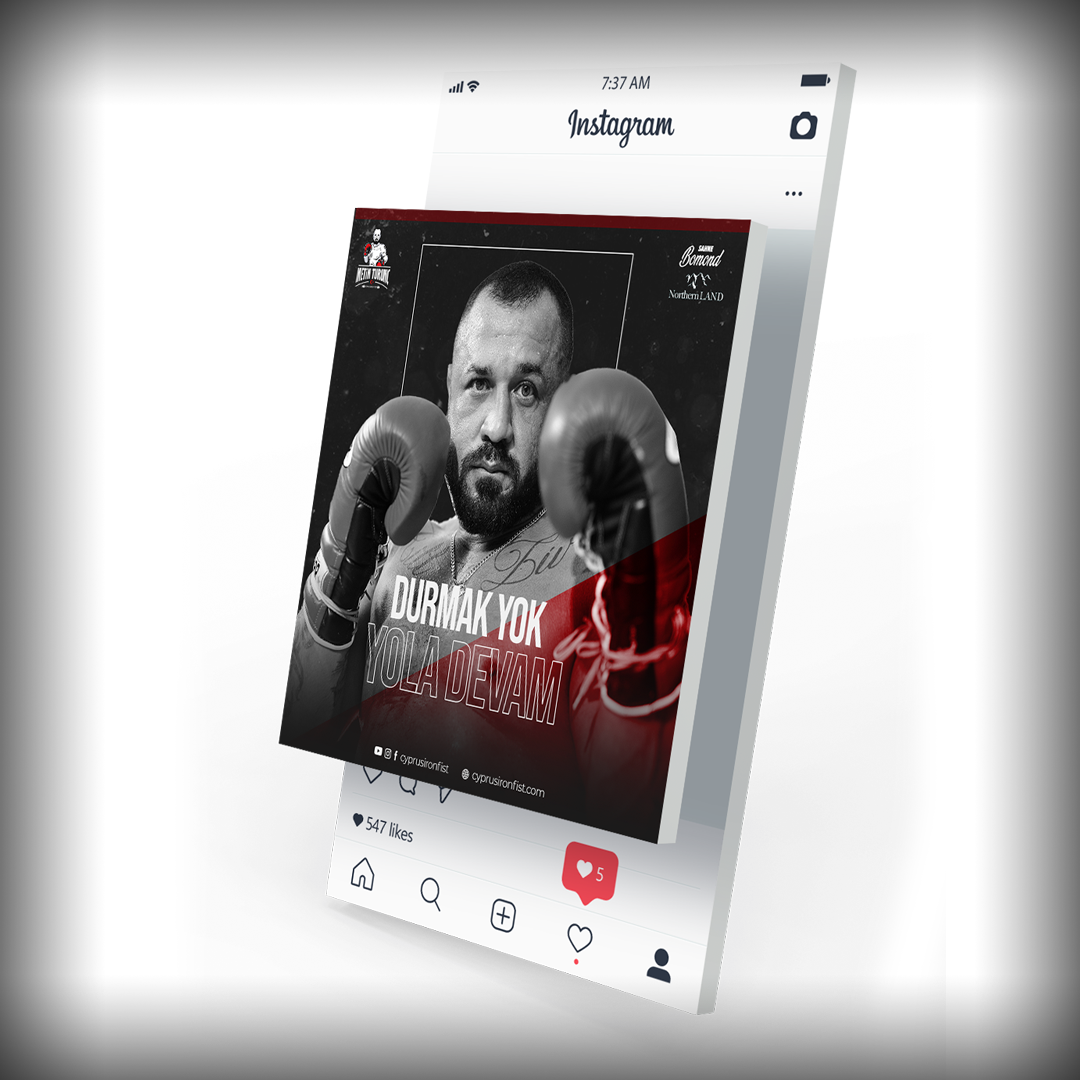 7:37 AM
Instagram
METIN TURUNÇ
SAHNE
Bomond
Northern LAND
DURMAK YOK
YOLA DEVAM
cyprusironfist cyprusironfist.com
547 likes
5